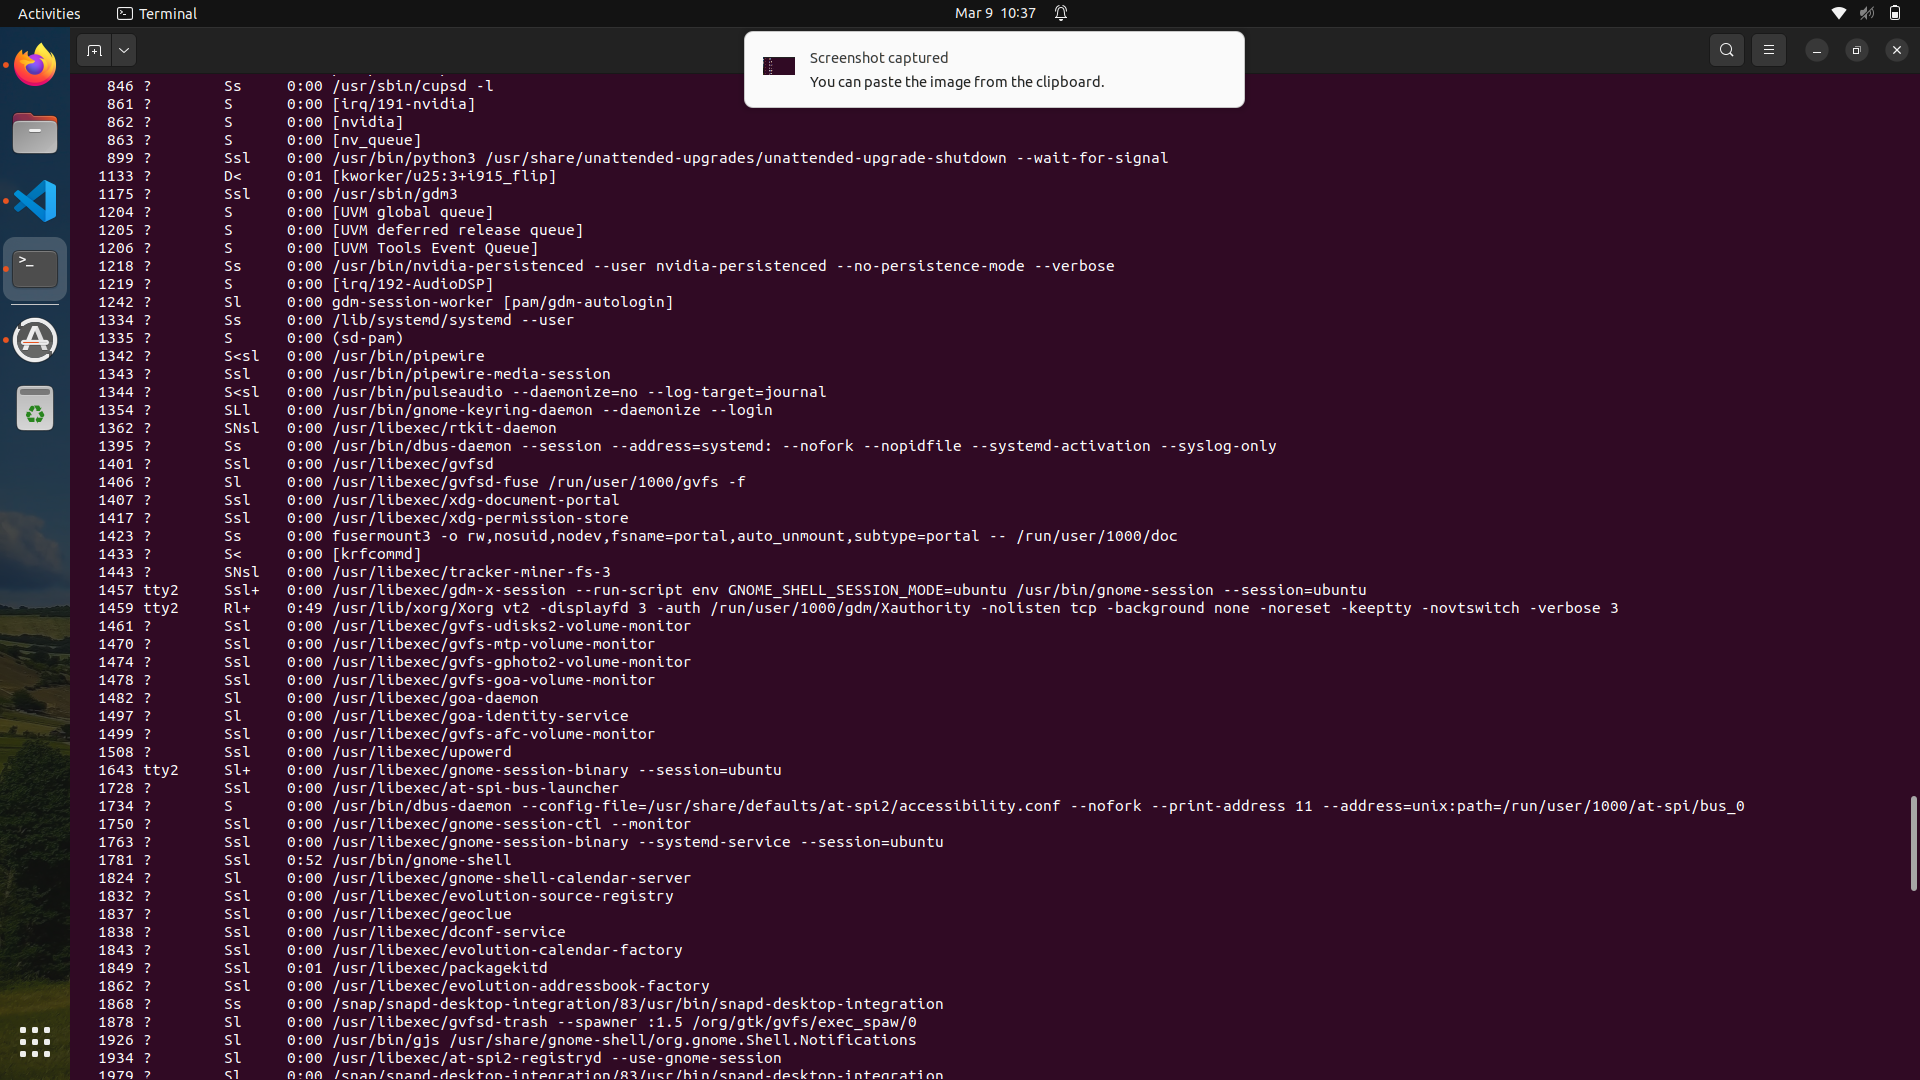 Activities
Terminal
Mar 9 10:37
Screenshot captured
You can paste the image from the clipboard.
846 ? Ss 0:00 /usr/sbin/cupsd -l
861 ? S 0:00 [irq/191-nvidia]
862 ? S 0:00 [nvidia]
863 ? S 0:00 [nv_queue]
899 ? Ssl 0:00 /usr/bin/python3 /usr/share/unattended-upgrades/unattended-upgrade-shutdown --wait-for-signal
1133 ? D< 0:01 [kworker/u25:3+i915_flip]
1175 ? Ssl 0:00 /usr/sbin/gdm3
1204 ? S 0:00 [UVM global queue]
1205 ? S 0:00 [UVM deferred release queue]
1206 ? S 0:00 [UVM Tools Event Queue]
1218 ? Ss 0:00 /usr/bin/nvidia-persistenced --user nvidia-persistenced --no-persistence-mode --verbose
1219 ? S 0:00 [irq/192-AudioDSP]
1242 ? Sl 0:00 gdm-session-worker [pam/gdm-autologin]
1334 ? Ss 0:00 /lib/systemd/systemd --user
1335 ? S 0:00 (sd-pam)
1342 ? S<sl 0:00 /usr/bin/pipewire
1343 ? Ssl 0:00 /usr/bin/pipewire-media-session
1344 ? S<sl 0:00 /usr/bin/pulseaudio --daemonize=no --log-target=journal
1354 ? SLl 0:00 /usr/bin/gnome-keyring-daemon --daemonize --login
1362 ? SNsl 0:00 /usr/libexec/rtkit-daemon
1395 ? Ss 0:00 /usr/bin/dbus-daemon --session --address=systemd: --nofork --nopidfile --systemd-activation --syslog-only
1401 ? Ssl 0:00 /usr/libexec/gvfsd
1406 ? Sl 0:00 /usr/libexec/gvfsd-fuse /run/user/1000/gvfs -f
1407 ? Ssl 0:00 /usr/libexec/xdg-document-portal
1417 ? Ssl 0:00 /usr/libexec/xdg-permission-store
1423 ? Ss 0:00 fusermount3 -o rw,nosuid,nodev,fsname=portal,auto_unmount,subtype=portal -- /run/user/1000/doc
1433 ? S< 0:00 [krfcommd]
1443 ? SNsl 0:00 /usr/libexec/tracker-miner-fs-3
1457 tty2 Ssl+ 0:00 /usr/libexec/gdm-x-session --run-script env GNOME_SHELL_SESSION_MODE=ubuntu /usr/bin/gnome-session --session=ubuntu
1459 tty2 Rl+ 0:49 /usr/lib/xorg/Xorg vt2 -displayfd 3 -auth /run/user/1000/gdm/Xauthority -nolisten tcp -background none -noreset -keeptty -novtswitch -verbose 3
1461 ? Ssl 0:00 /usr/libexec/gvfs-udisks2-volume-monitor
1470 ? Ssl 0:00 /usr/libexec/gvfs-mtp-volume-monitor
1474 ? Ssl 0:00 /usr/libexec/gvfs-gphoto2-volume-monitor
1478 ? Ssl 0:00 /usr/libexec/gvfs-goa-volume-monitor
1482 ? Sl 0:00 /usr/libexec/goa-daemon
1497 ? Sl 0:00 /usr/libexec/goa-identity-service
1499 ? Ssl 0:00 /usr/libexec/gvfs-afc-volume-monitor
1508 ? Ssl 0:00 /usr/libexec/upowerd
1643 tty2 Sl+ 0:00 /usr/libexec/gnome-session-binary --session=ubuntu
1728 ? Ssl 0:00 /usr/libexec/at-spi-bus-launcher
1734 ? S 0:00 /usr/bin/dbus-daemon --config-file=/usr/share/defaults/at-spi2/accessibility.conf --nofork --print-address 11 --address=unix:path=/run/user/1000/at-spi/bus_0
1750 ? Ssl 0:00 /usr/libexec/gnome-session-ctl --monitor
1763 ? Ssl 0:00 /usr/libexec/gnome-session-binary --systemd-service --session=ubuntu
1781 ? Ssl 0:52 /usr/bin/gnome-shell
1824 ? Sl 0:00 /usr/libexec/gnome-shell-calendar-server
1832 ? Ssl 0:00 /usr/libexec/evolution-source-registry
1837 ? Ssl 0:00 /usr/libexec/geoclue
1838 ? Ssl 0:00 /usr/libexec/dconf-service
1843 ? Ssl 0:00 /usr/libexec/evolution-calendar-factory
1849 ? Ssl 0:01 /usr/libexec/packagekitd
1862 ? Ssl 0:00 /usr/libexec/evolution-addressbook-factory
1868 ? Ss 0:00 /snap/snapd-desktop-integration/83/usr/bin/snapd-desktop-integration
1878 ? Sl 0:00 /usr/libexec/gvfsd-trash --spawner :1.5 /org/gtk/gvfs/exec_spaw/0
1926 ? Sl 0:00 /usr/bin/gjs /usr/share/gnome-shell/org.gnome.Shell.Notifications
1934 ? Sl 0:00 /usr/libexec/at-spi2-registryd --use-gnome-session
1979 ? Sl 0:00 /snap/snapd-desktop-integration/83/usr/bin/snapd-desktop-integration